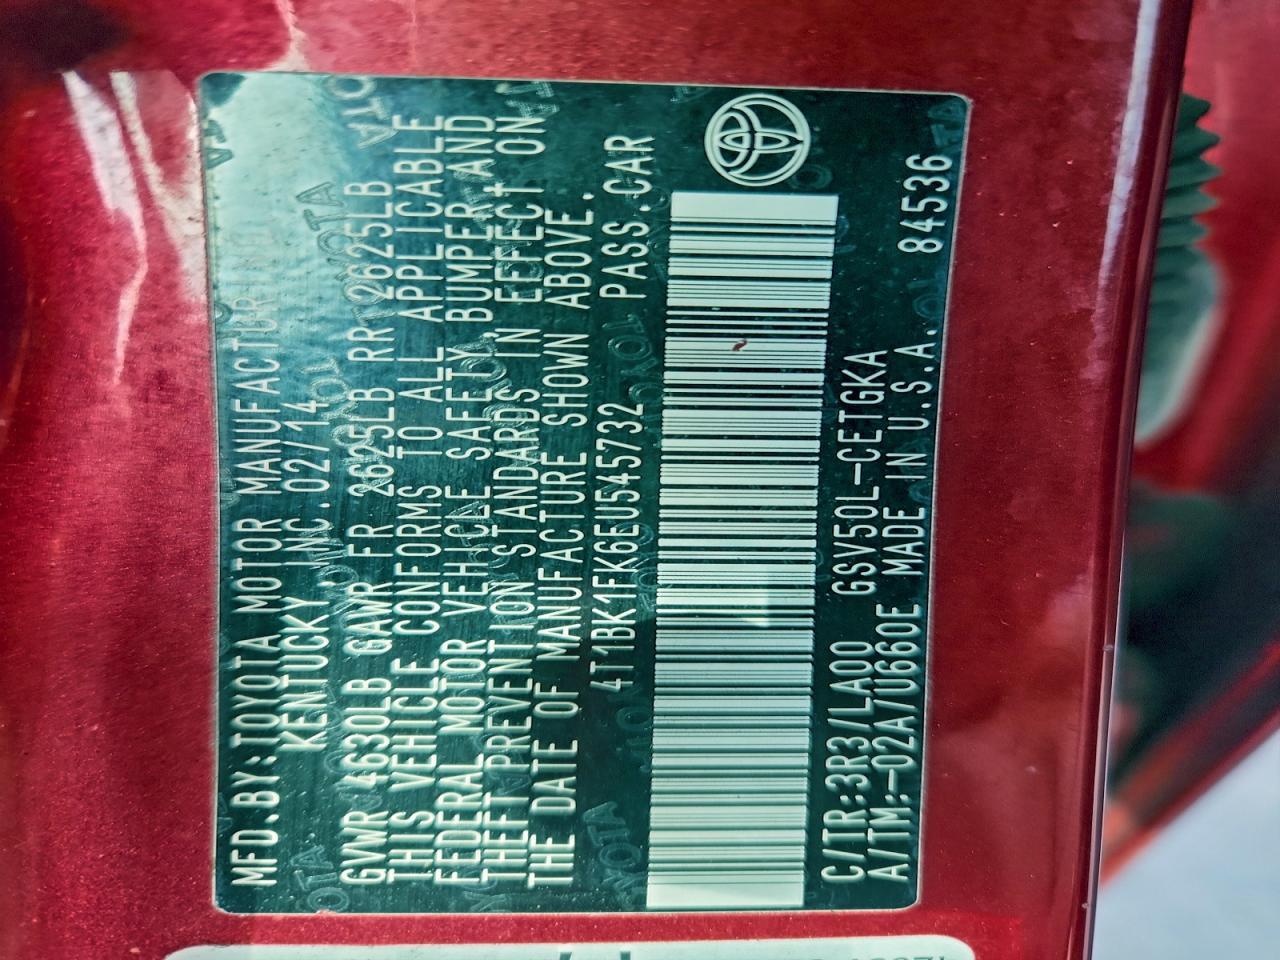 MFD.BY:TOYOTA MOTOR MANUFACTURING
KENTUCKY, INC. 02/14
GVWR 4630LB GAWR FR 2625LB RR 2625LB
THIS VEHICLE CONFORMS TO ALL APPLICABLE
FEDERAL MOTOR VEHICLE SAFETY, BUMPER, AND
THEFT PREVENTION STANDARDS IN EFFECT ON
THE DATE OF MANUFACTURE SHOWN ABOVE.
4T1BK1FK6EU545732 PASS.CAR
C/TR:3R3/LA00 GSV50L-CETGKA
A/TM:-02A/U660E MADE IN U.S.A. 84536